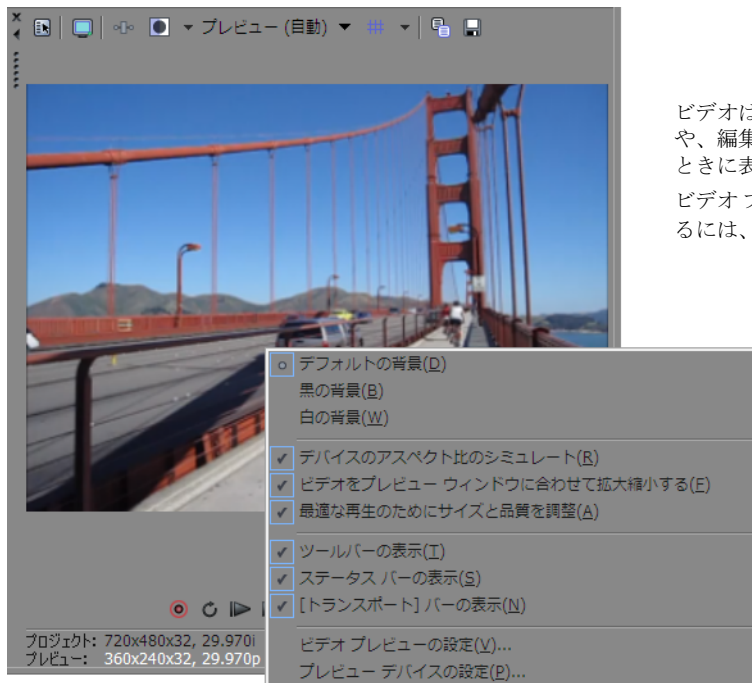 プレビュー (自動)
ビデオは
や、編集
ときに表
ビデオ プ
るには、
デフォルトの背景(D)
黒の背景(B)
白の背景(W)
デバイスのアスペクト比のシミュレート(R)
ビデオをプレビュー ウィンドウに合わせて拡大縮小する(F)
最適な再生のためにサイズと品質を調整(A)
ツールバーの表示(T)
ステータス バーの表示(S)
[トランスポート] バーの表示(N)
ビデオ プレビューの設定(V)...
プレビュー デバイスの設定(P)...
プロジェクト: 720x480x32, 29.970i
プレビュー: 360x240x32, 29.970p